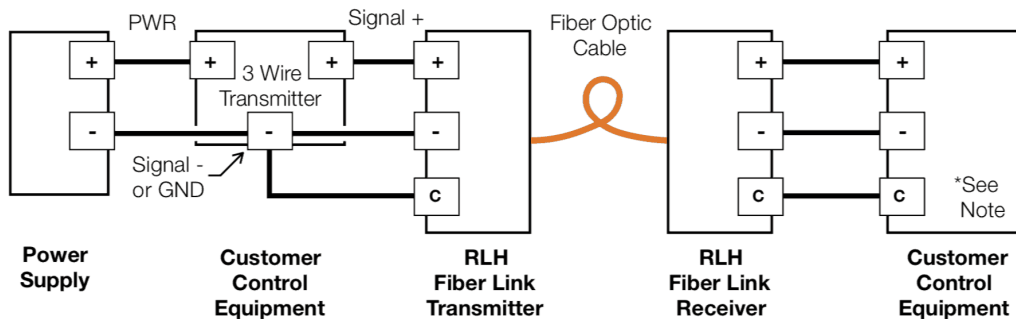 PWR
Signal +
Fiber Optic
Cable
+
+
+
+
+
+
3 Wire
Transmitter
-
-
-
-
-
Signal -
or GND
C
C
C
*See
Note
Power
Supply
Customer
Control
Equipment
RLH
Fiber Link
Transmitter
RLH
Fiber Link
Receiver
Customer
Control
Equipment